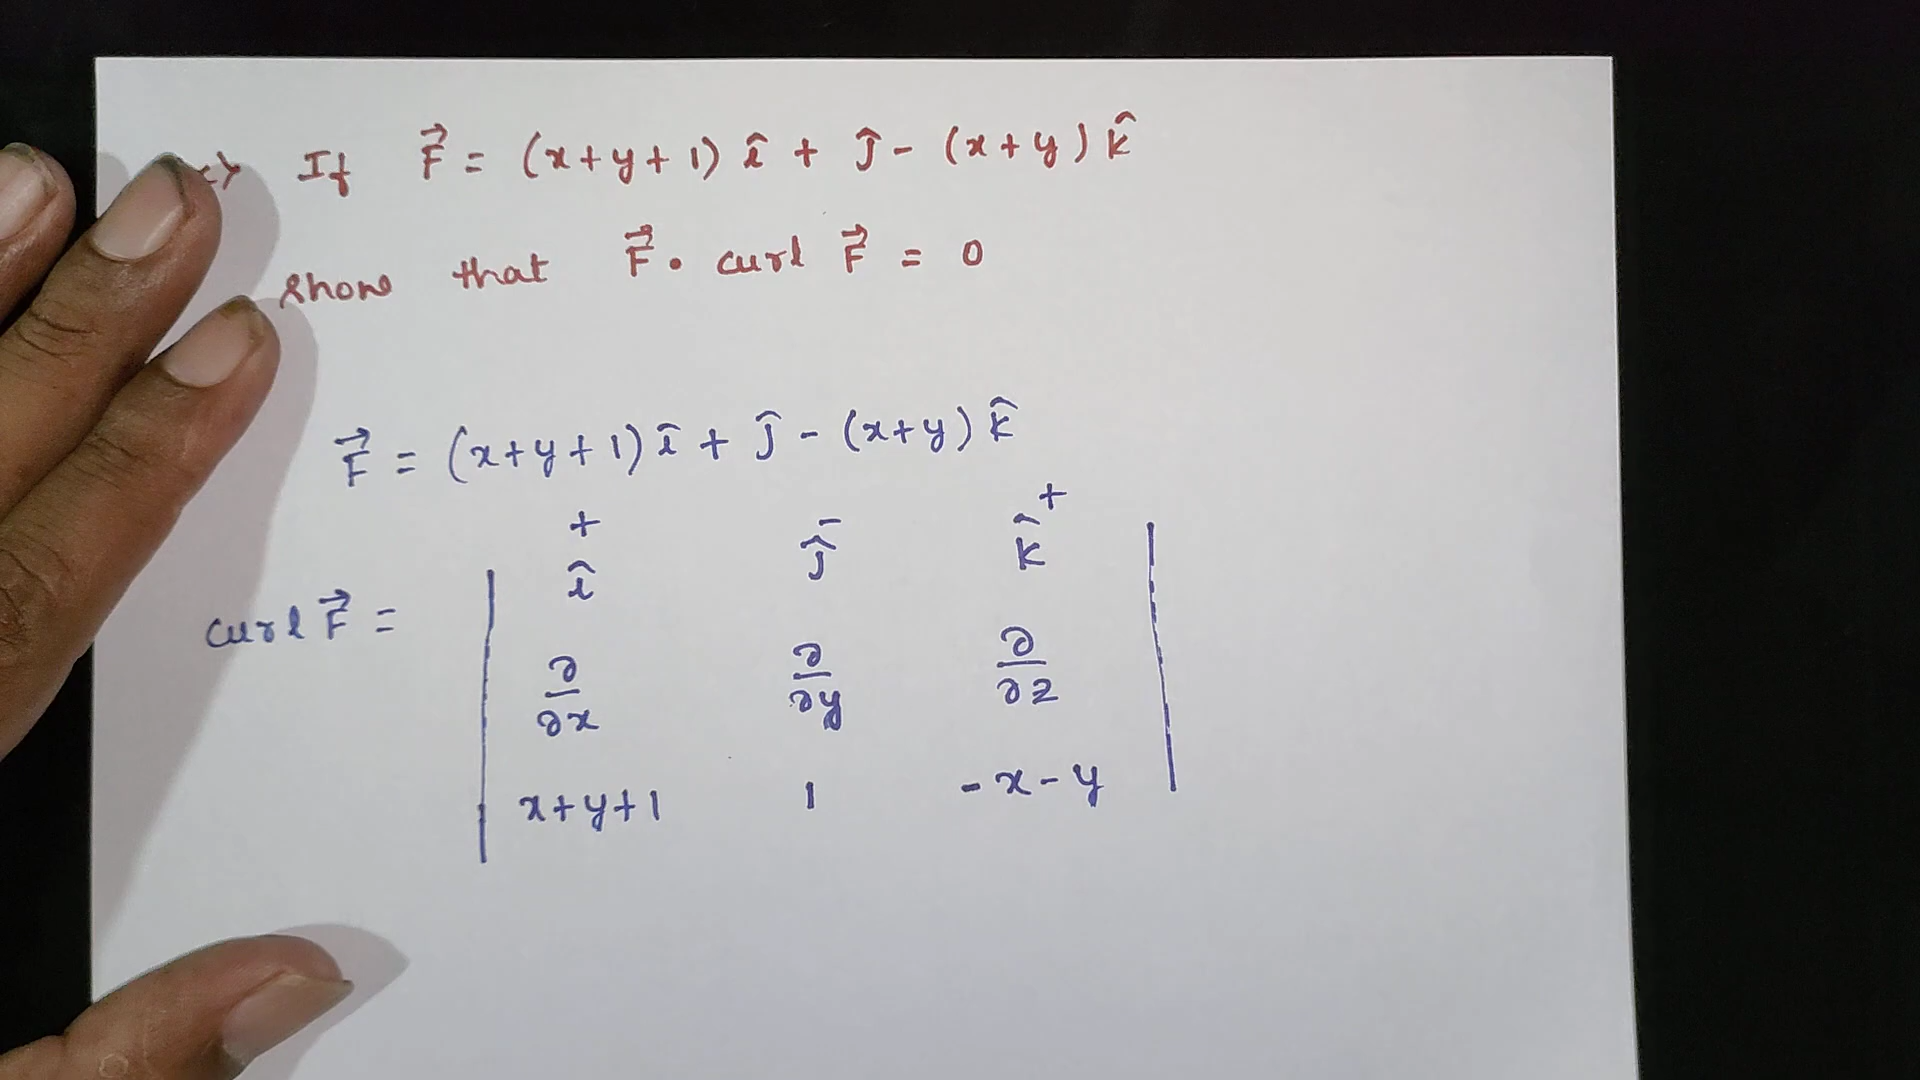 If F⃗ = (x+y+1) î + ĵ - (x+y) k̂
show that F⃗ . curl F⃗ = 0
F⃗ = (x+y+1) î + ĵ - (x+y) k̂
+ - +
î ĵ k̂
curl F⃗ =
∂/∂x ∂/∂y ∂/∂z
x+y+1 1 -x-y